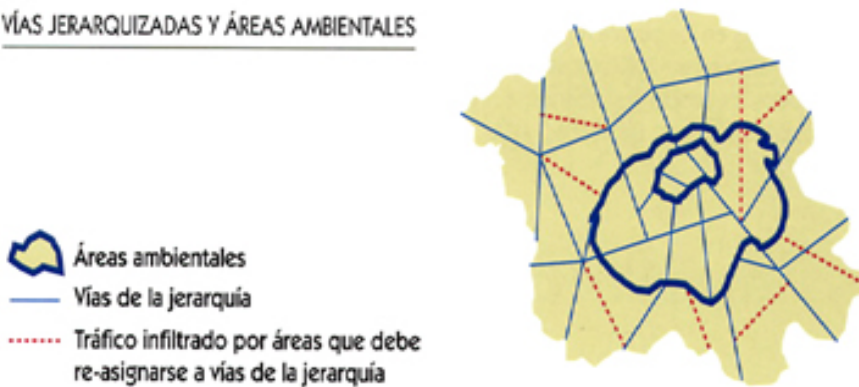 VÍAS JERARQUIZADAS Y ÁREAS AMBIENTALES
Áreas ambientales
Vías de la jerarquía
Tráfico infiltrado por áreas que debe
re-asignarse a vías de la jerarquía